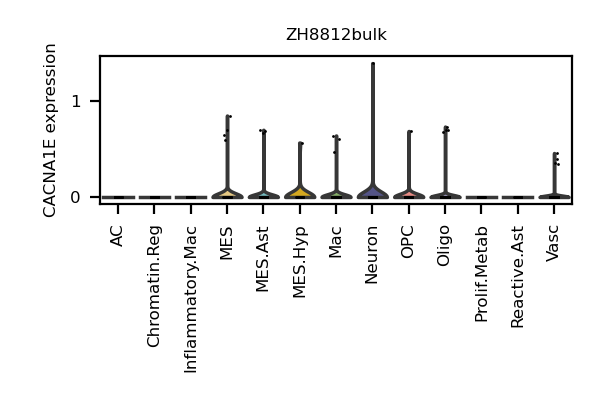 ZH8812bulk
CACNA1E expression
1
0
AC
Chromatin.Reg
Inflammatory.Mac
MES
MES.Ast
MES.Hyp
Mac
Neuron
OPC
Oligo
Prolif.Metab
Reactive.Ast
Vasc